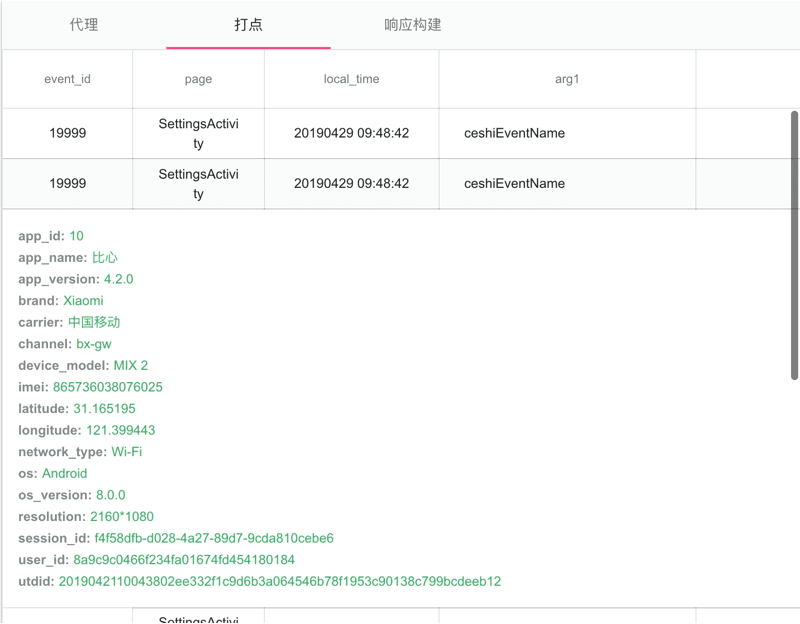 代理 打点 响应构建
event_id page local_time arg1
19999 SettingsActivi 20190429 09:48:42 ceshiEventName
ty
19999 SettingsActivi 20190429 09:48:42 ceshiEventName
ty
app_id: 10
app_name: 比心
app_version: 4.2.0
brand: Xiaomi
carrier: 中国移动
channel: bx-gw
device_model: MIX 2
imei: 865736038076025
latitude: 31.165195
longitude: 121.399443
network_type: Wi-Fi
os: Android
os_version: 8.0.0
resolution: 2160*1080
session_id: f4f58dfb-d028-4a27-89d7-9cda810cebe6
user_id: 8a9c9c0466f234fa01674fd454180184
utdid: 2019042110043802ee332f1c9d6b3a064546b78f1953c90138c799bcdeeb12
SettingsActivi